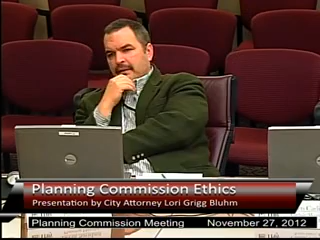 Planning Commission Ethics
Presentation by City Attorney Lori Grigg Bluhm
Planning Commission Meeting November 27, 2012